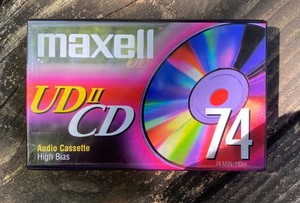 maxell
UDII
CD
Audio Cassette
High Bias
74